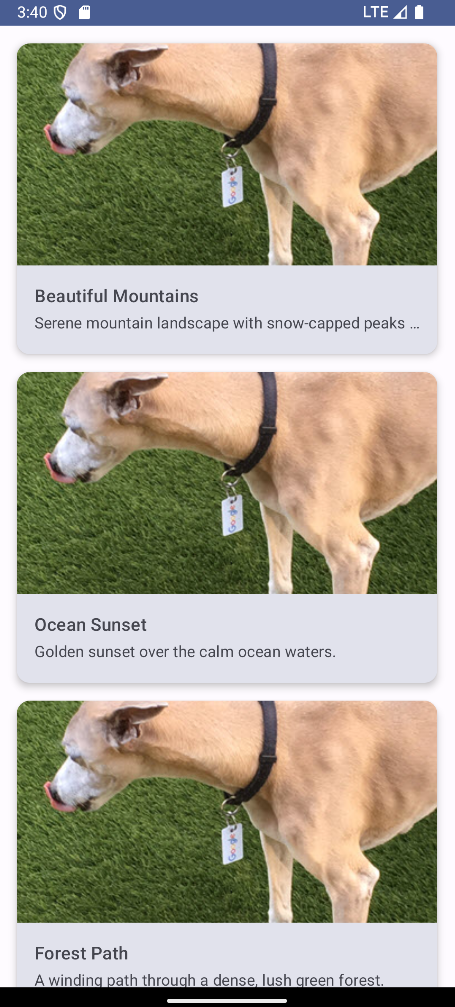 3:40
LTE
Beautiful Mountains
Serene mountain landscape with snow-capped peaks …
Ocean Sunset
Golden sunset over the calm ocean waters.
Forest Path
A winding path through a dense, lush green forest.